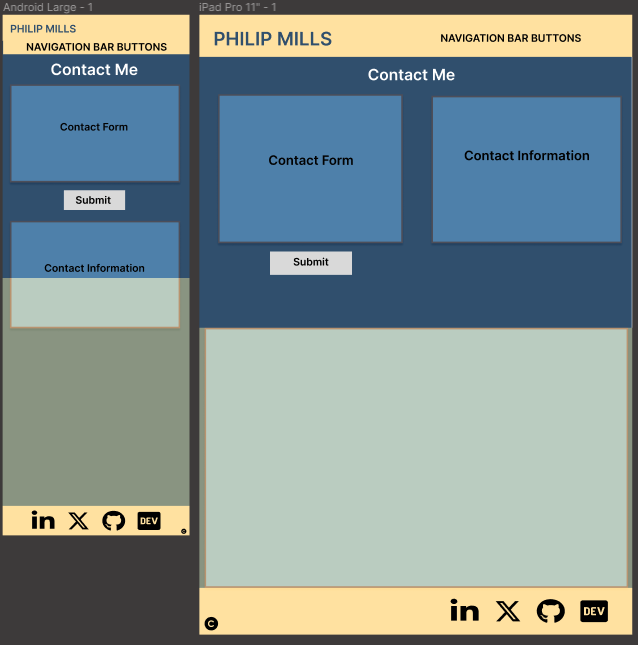 Android Large - 1
PHILIP MILLS
NAVIGATION BAR BUTTONS
Contact Me
Contact Form
Submit
Contact Information
in
X
DEV
C
iPad Pro 11" - 1
PHILIP MILLS
NAVIGATION BAR BUTTONS
Contact Me
Contact Form
Contact Information
Submit
in
X
DEV
C